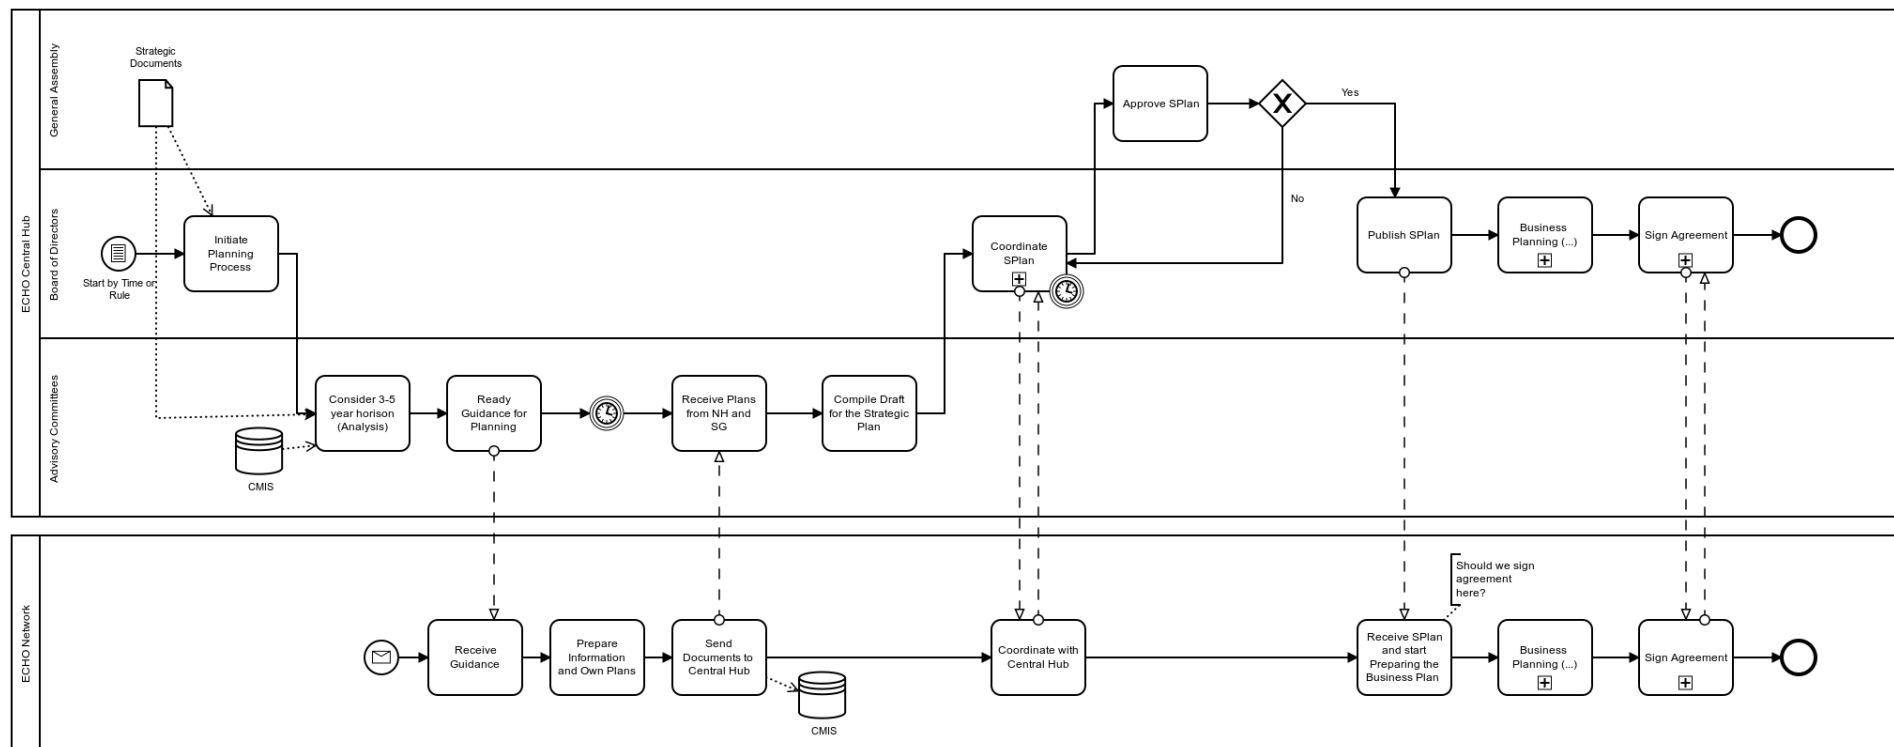 ECHO Central Hub
General Assembly
Strategic
Documents
Approve SPlan
X
Yes
No
Board of Directors
Start by Time or
Rule
Initiate
Planning
Process
Coordinate
SPlan
Publish SPlan
Business
Planning (...)
Sign Agreement
Advisory Committees
CMIS
Consider 3-5
year horison
(Analysis)
Ready
Guidance for
Planning
Receive Plans
from NH and
SG
Compile Draft
for the Strategic
Plan
ECHO Network
Receive
Guidance
Prepare
Information
and Own Plans
Send
Documents to
Central Hub
CMIS
Coordinate with
Central Hub
Should we sign
agreement
here?
Receive SPlan
and start
Preparing the
Business Plan
Business
Planning (...)
Sign Agreement